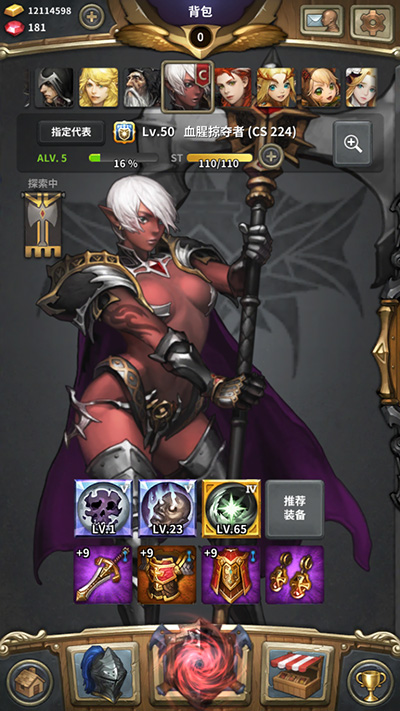 12114598
背包
181
0
C
指定代表
Lv.50 血腥掠夺者 (CS 224)
ALV. 5
16 %
ST
110/110
探索中
V
IV
LV.1
LV.23
LV.65
推荐
装备
+9
+9
+9